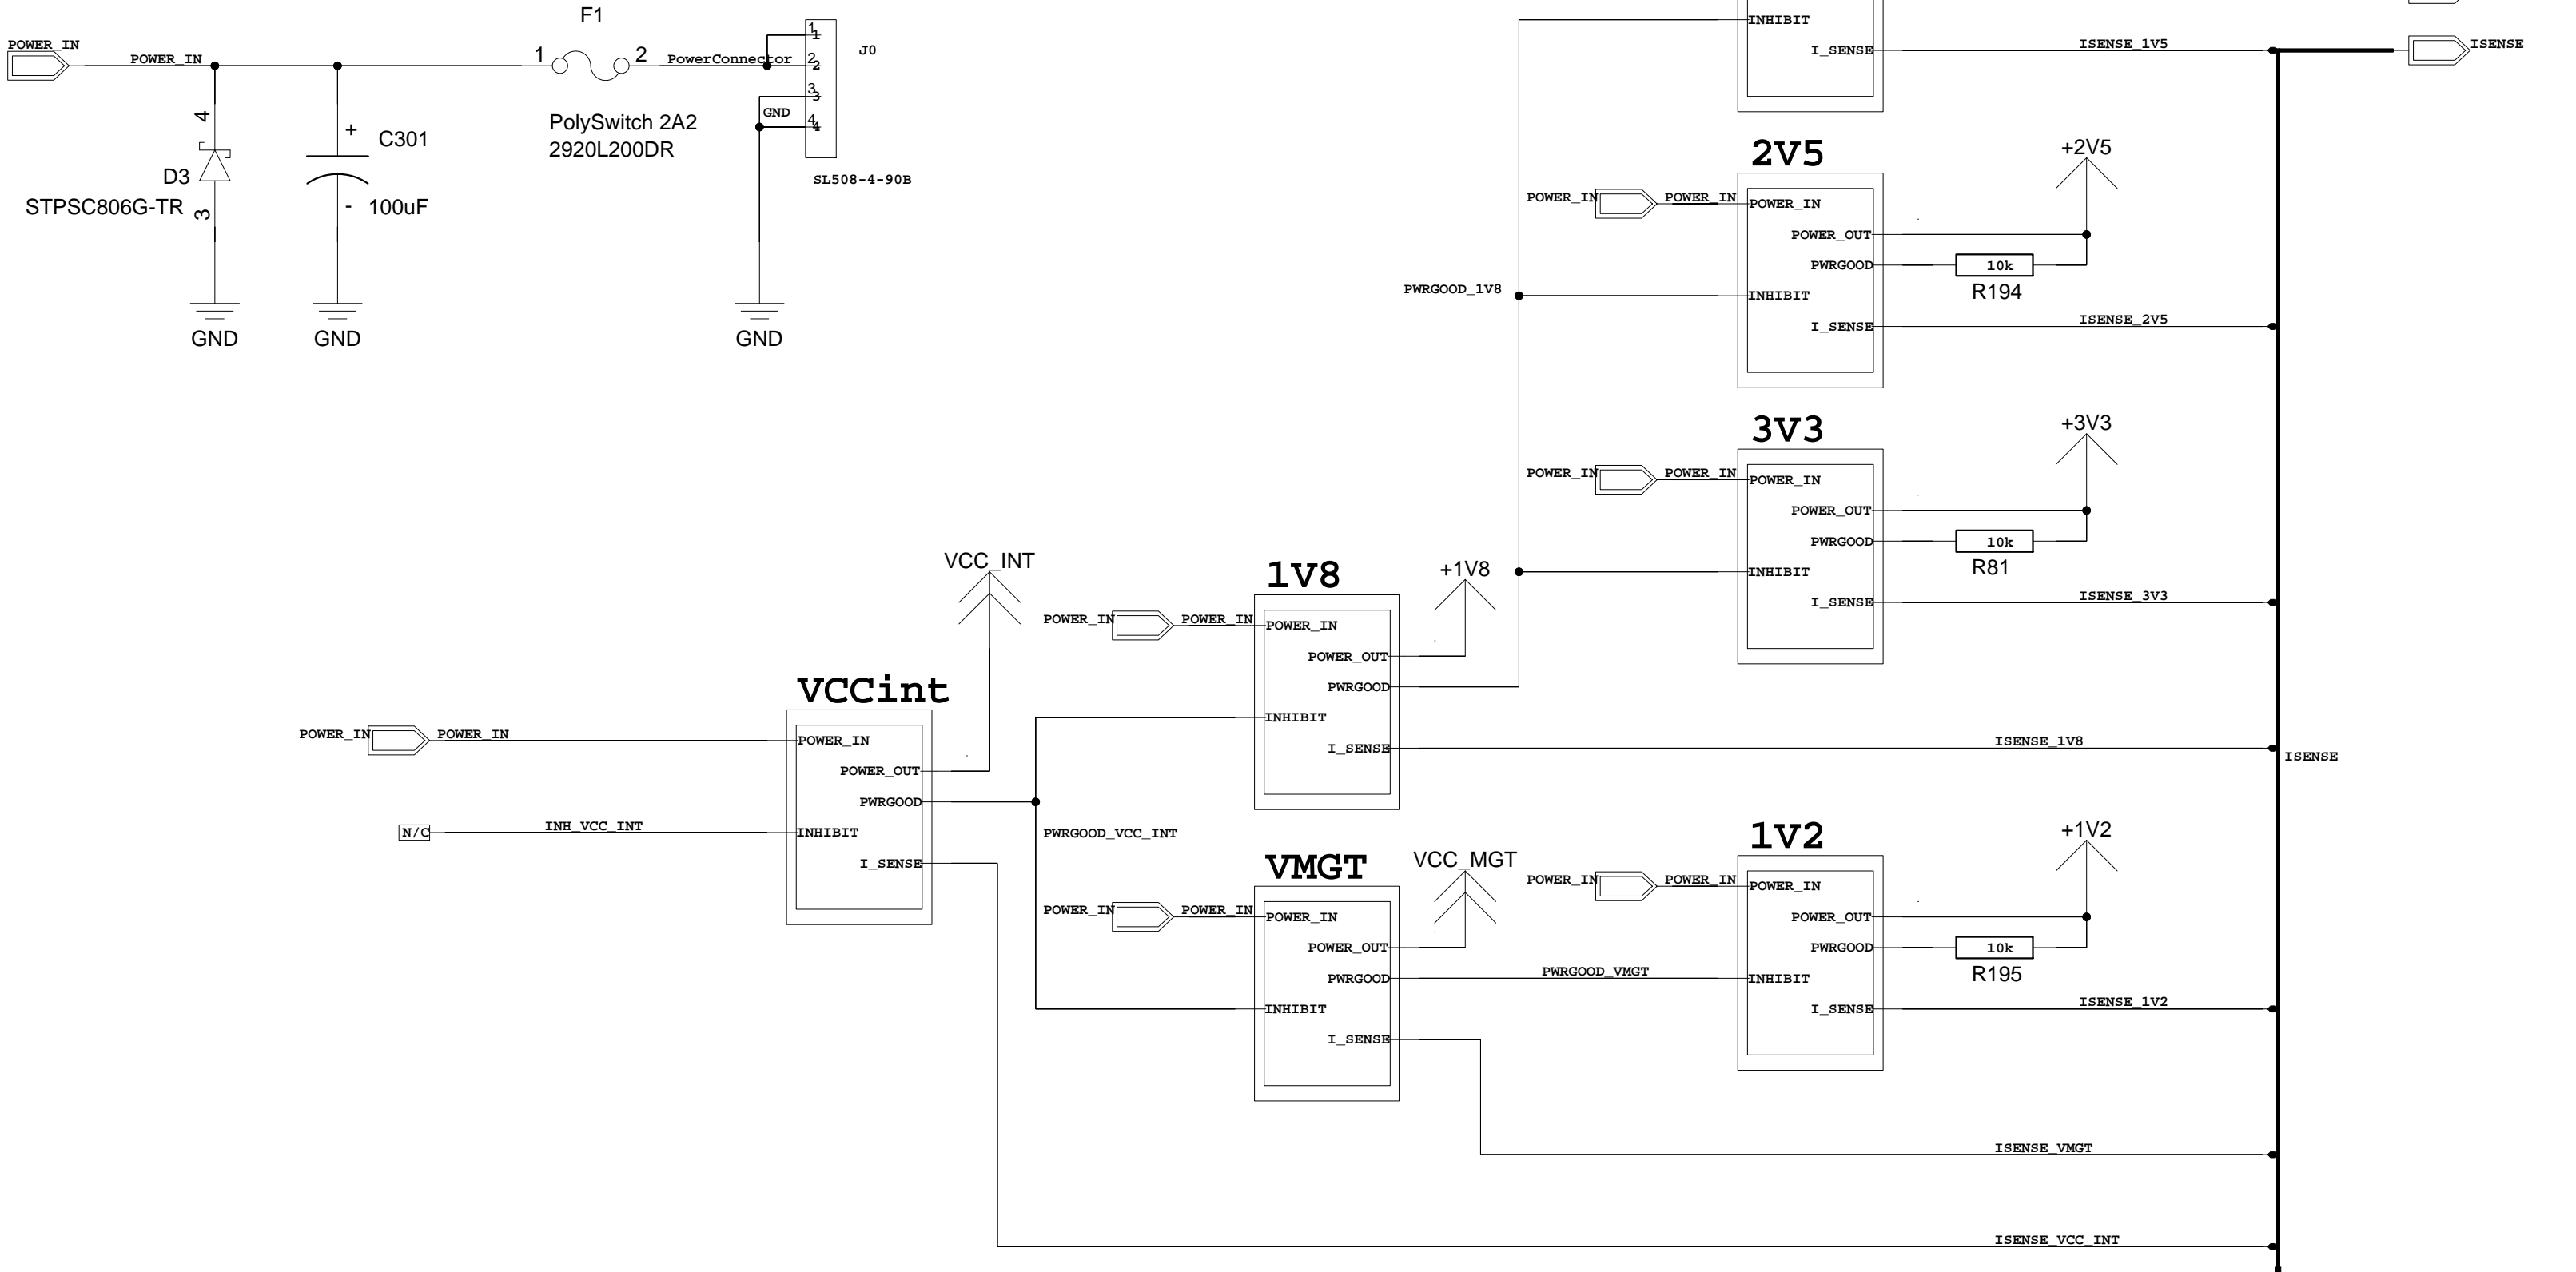 F1
POWER_IN
POWER_IN
1
2
PowerConnector
1
1
2
2
3
3
4
4
GND
J0
SL508-4-90B
PolySwitch 2A2
2920L200DR
4
D3
STPSC806G-TR
3
+
C301
-
100uF
GND
GND
GND
INHIBIT
I_SENSE
ISENSE_1V5
ISENSE
2V5
+2V5
POWER_IN
POWER_IN
POWER_IN
POWER_OUT
PWRGOOD
10k
R194
PWRGOOD_1V8
INHIBIT
I_SENSE
ISENSE_2V5
3V3
+3V3
POWER_IN
POWER_IN
POWER_IN
POWER_OUT
PWRGOOD
10k
R81
INHIBIT
I_SENSE
ISENSE_3V3
VCC_INT
1V8
+1V8
POWER_IN
POWER_IN
POWER_IN
POWER_OUT
PWRGOOD
INHIBIT
I_SENSE
ISENSE_1V8
ISENSE
VCCint
POWER_IN
POWER_IN
POWER_IN
POWER_OUT
PWRGOOD
N/C
INH_VCC_INT
INHIBIT
I_SENSE
PWRGOOD_VCC_INT
VMGT
VCC_MGT
POWER_IN
POWER_IN
POWER_IN
POWER_OUT
PWRGOOD
PWRGOOD_VMGT
INHIBIT
I_SENSE
1V2
+1V2
POWER_IN
POWER_IN
POWER_IN
POWER_OUT
PWRGOOD
10k
R195
INHIBIT
I_SENSE
ISENSE_1V2
ISENSE_VMGT
ISENSE_VCC_INT